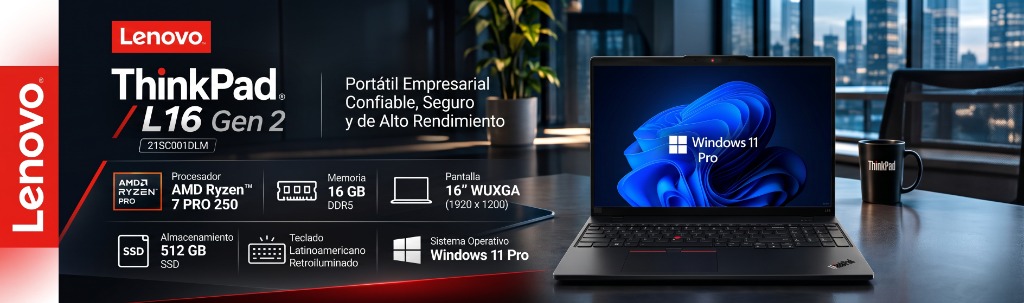 Lenovo
Lenovo
ThinkPad
L16 Gen 2
21SC001DLM
Portátil Empresarial
Confiable, Seguro
y de Alto Rendimiento
AMD
RYZEN
PRO
Procesador
AMD Ryzen™
7 PRO 250
Memoria
16 GB
DDR5
Pantalla
16” WUXGA
(1920 x 1200)
SSD
Almacenamiento
512 GB
SSD
Teclado
Latinoamericano
Retroiluminado
Sistema Operativo
Windows 11 Pro
Windows 11
Pro
ThinkPad
ThinkPad